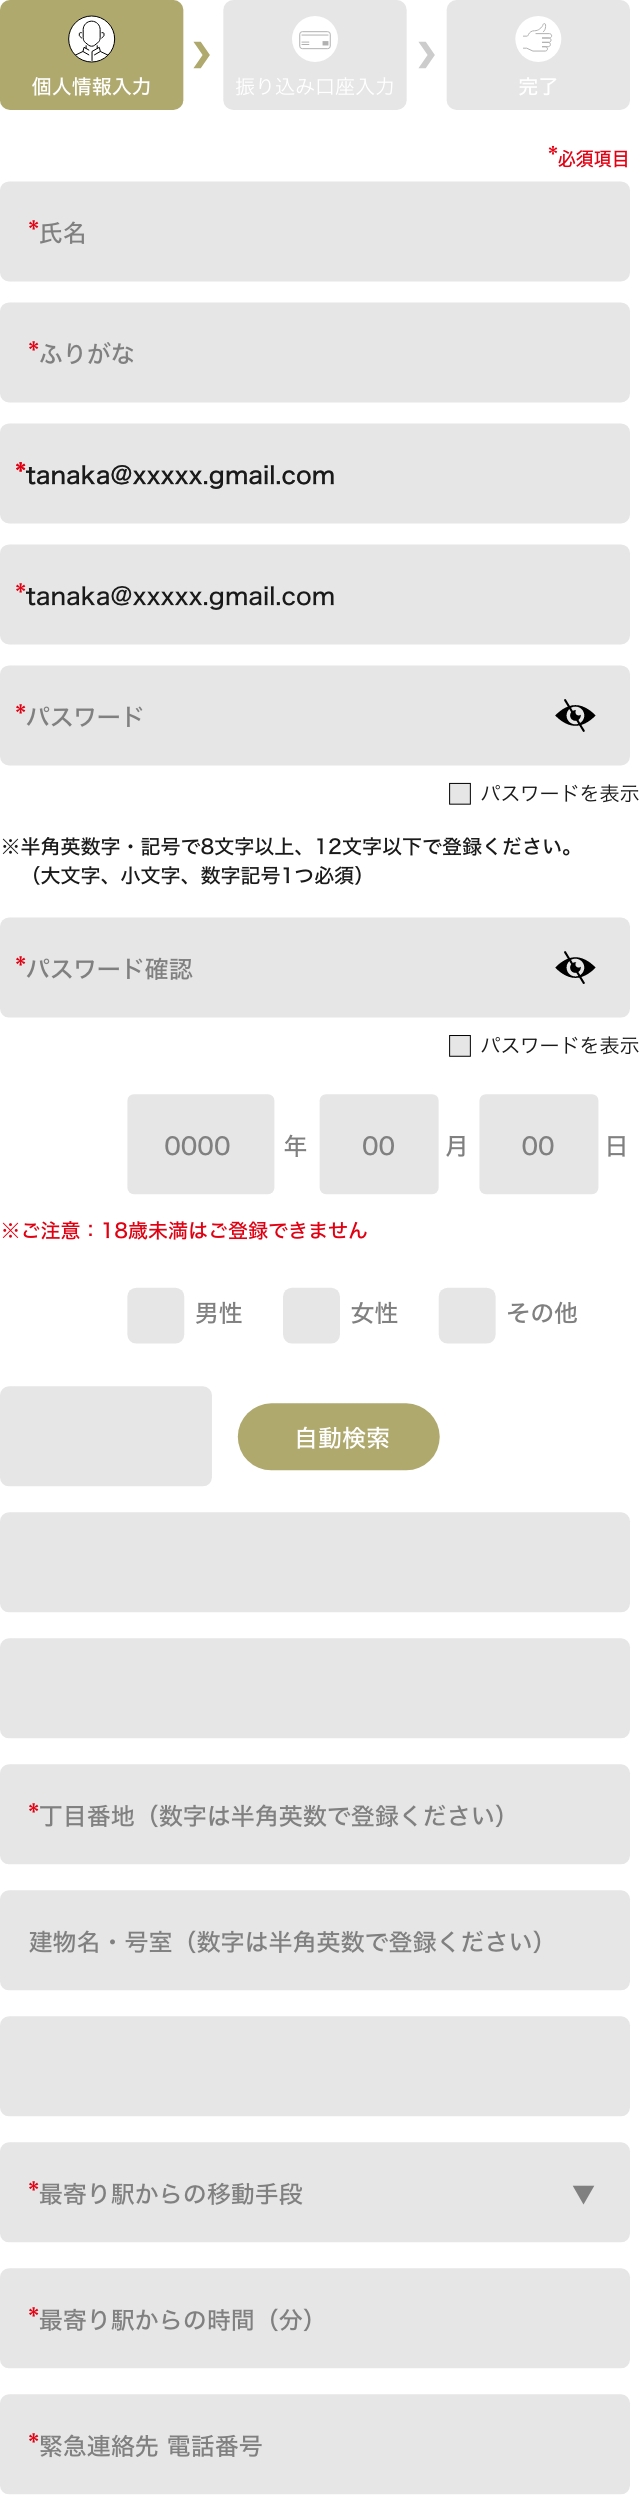 個人情報入力
振り込み口座入力
完了
*必須項目
*氏名
*ふりがな
*tanaka@xxxxx.gmail.com
*tanaka@xxxxx.gmail.com
*パスワード
パスワードを表示
※半角英数字・記号で8文字以上、12文字以下で登録ください。
（大文字、小文字、数字記号1つ必須）
*パスワード確認
パスワードを表示
0000 年 00 月 00 日
※ご注意：18歳未満はご登録できません
男性 女性 その他
自動検索
*丁目番地（数字は半角英数で登録ください）
建物名・号室（数字は半角英数で登録ください）
*最寄り駅からの移動手段 ▼
*最寄り駅からの時間（分）
*緊急連絡先 電話番号